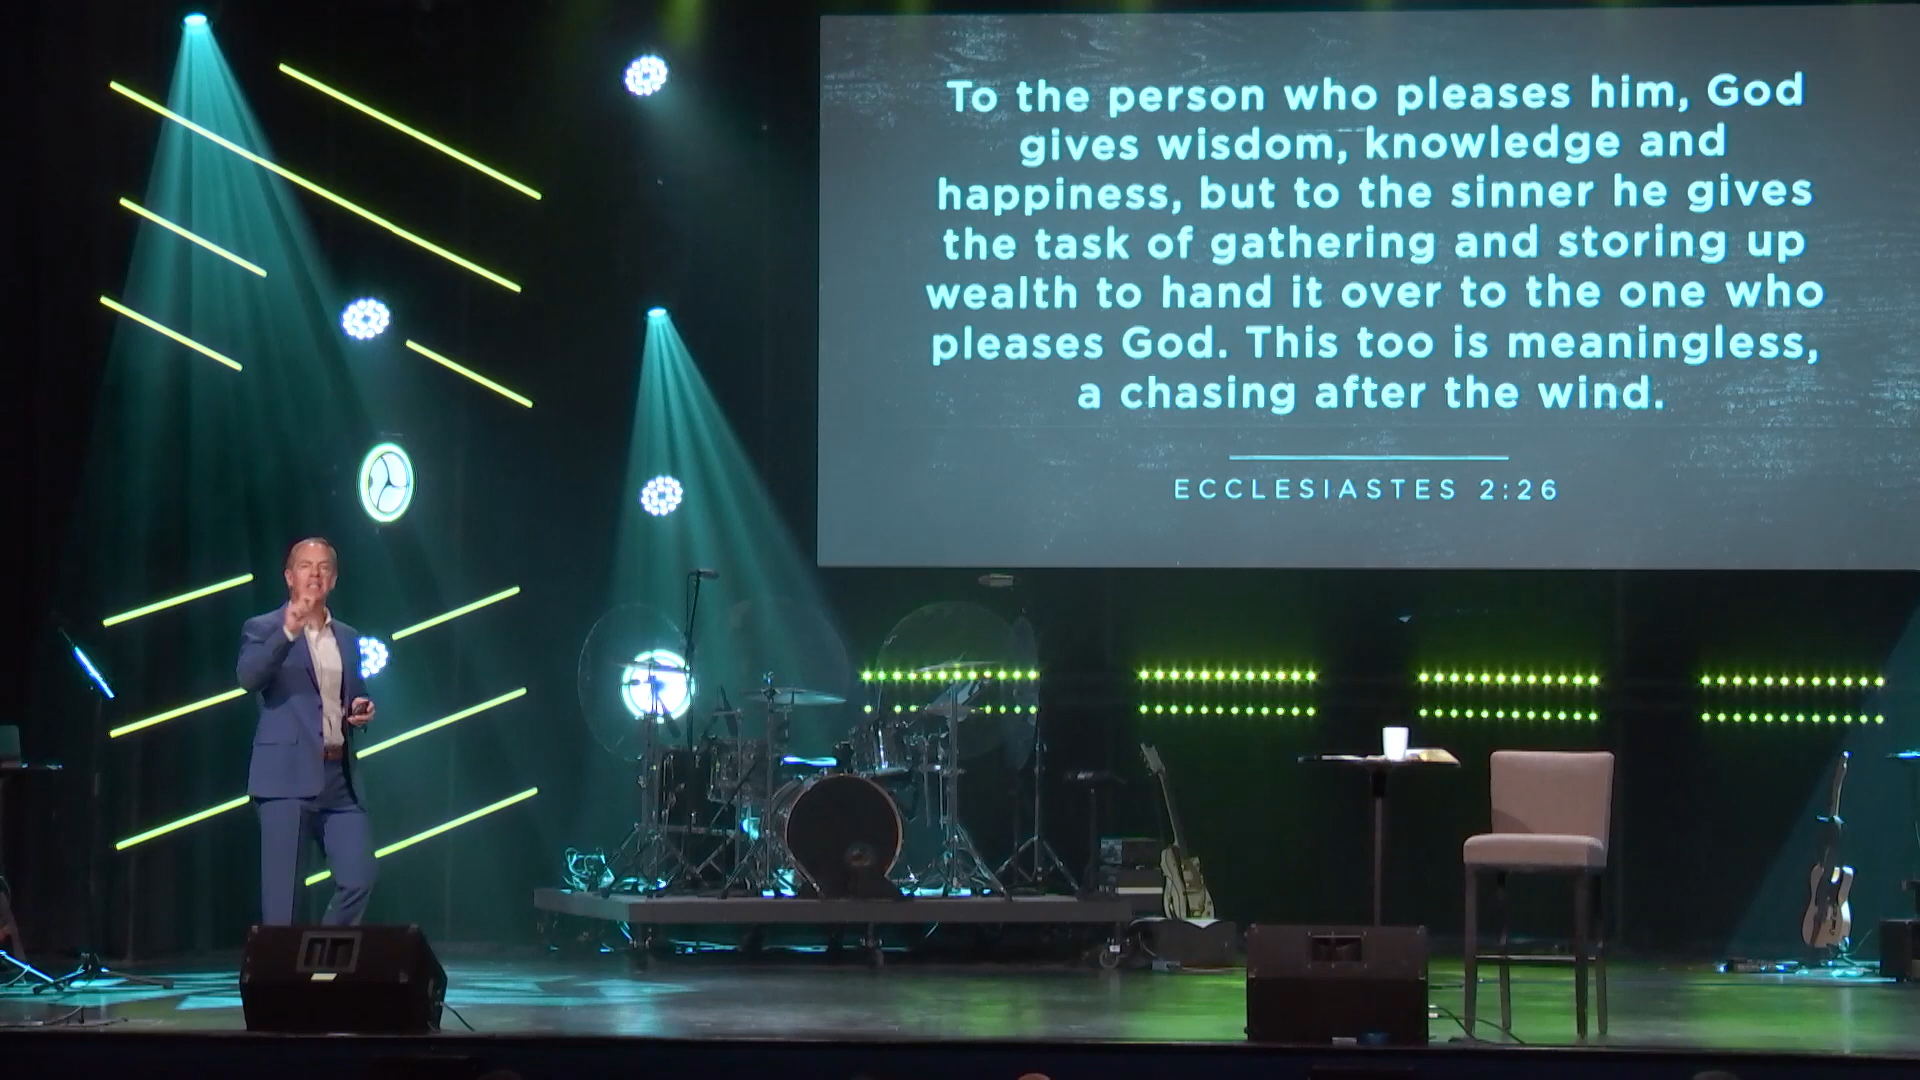 To the person who pleases him, God
gives wisdom, knowledge and
happiness, but to the sinner he gives
the task of gathering and storing up
wealth to hand it over to the one who
pleases God. This too is meaningless,
a chasing after the wind.
ECCLESIASTES 2:26